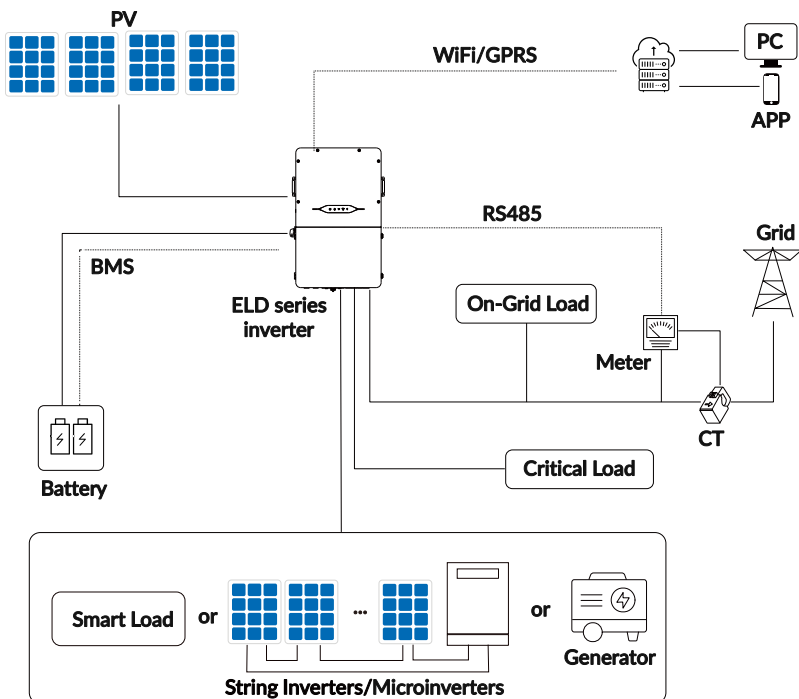 PV
WiFi/GPRS
PC
APP
RS485
Grid
BMS
ELD series
inverter
On-Grid Load
Meter
CT
Critical Load
Battery
Smart Load
or
...
or
Generator
String Inverters/Microinverters